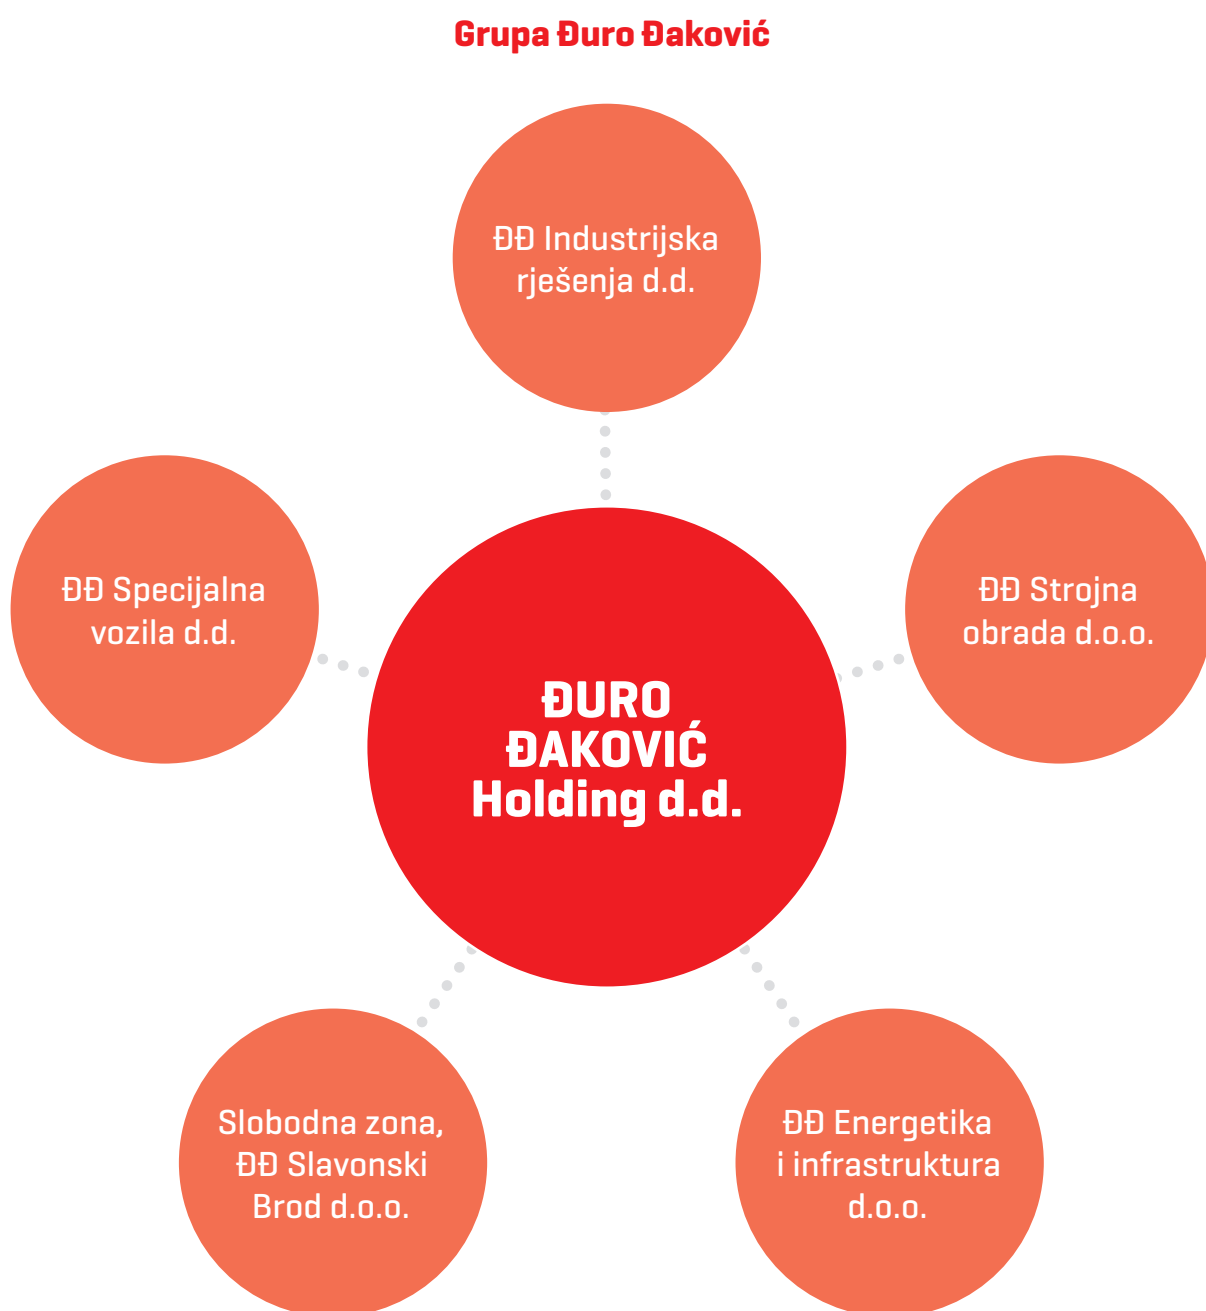 Grupa Đuro Đaković
ĐĐ Industrijska
rješenja d.d.
ĐĐ Specijalna
vozila d.d.
ĐĐ Strojna
obrada d.o.o.
ĐURO
ĐAKOVIĆ
Holding d.d.
Slobodna zona,
ĐĐ Slavonski
Brod d.o.o.
ĐĐ Energetika
i infrastruktura
d.o.o.